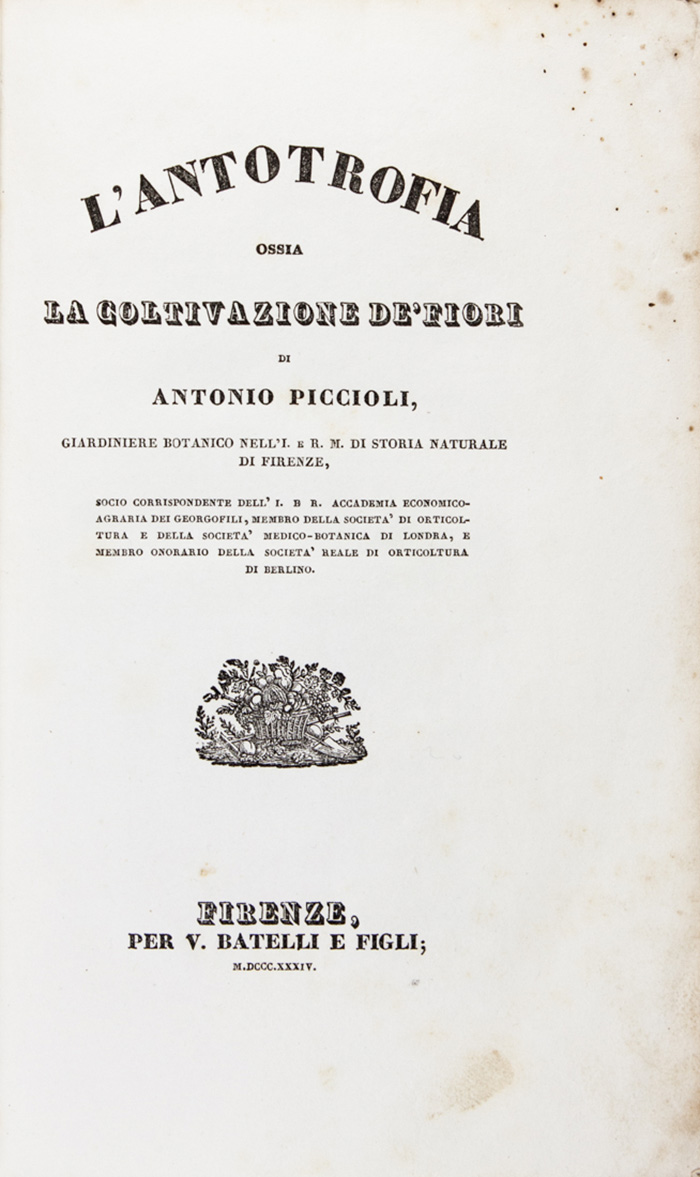 L'ANTOTROFIA
OSSIA
LA COLTIVAZIONE DE'FIORI
DI
ANTONIO PICCIOLI,
GIARDINIERE BOTANICO NELL'I. E R. M. DI STORIA NATURALE
DI FIRENZE,
SOCIO CORRISPONDENTE DELL' I. B R. ACCADEMIA ECONOMICO-
AGRARIA DEI GEORGOFILI, MEMBRO DELLA SOCIETA' DI ORTICOL-
TURA E DELLA SOCIETA' MEDICO-BOTANICA DI LONDRA, E
MEMBRO ONORARIO DELLA SOCIETA' REALE DI ORTICOLTURA
DI BERLINO.
FIRENZE,
PER V. BATELLI E FIGLI;
M.DCCC.XXXIV.